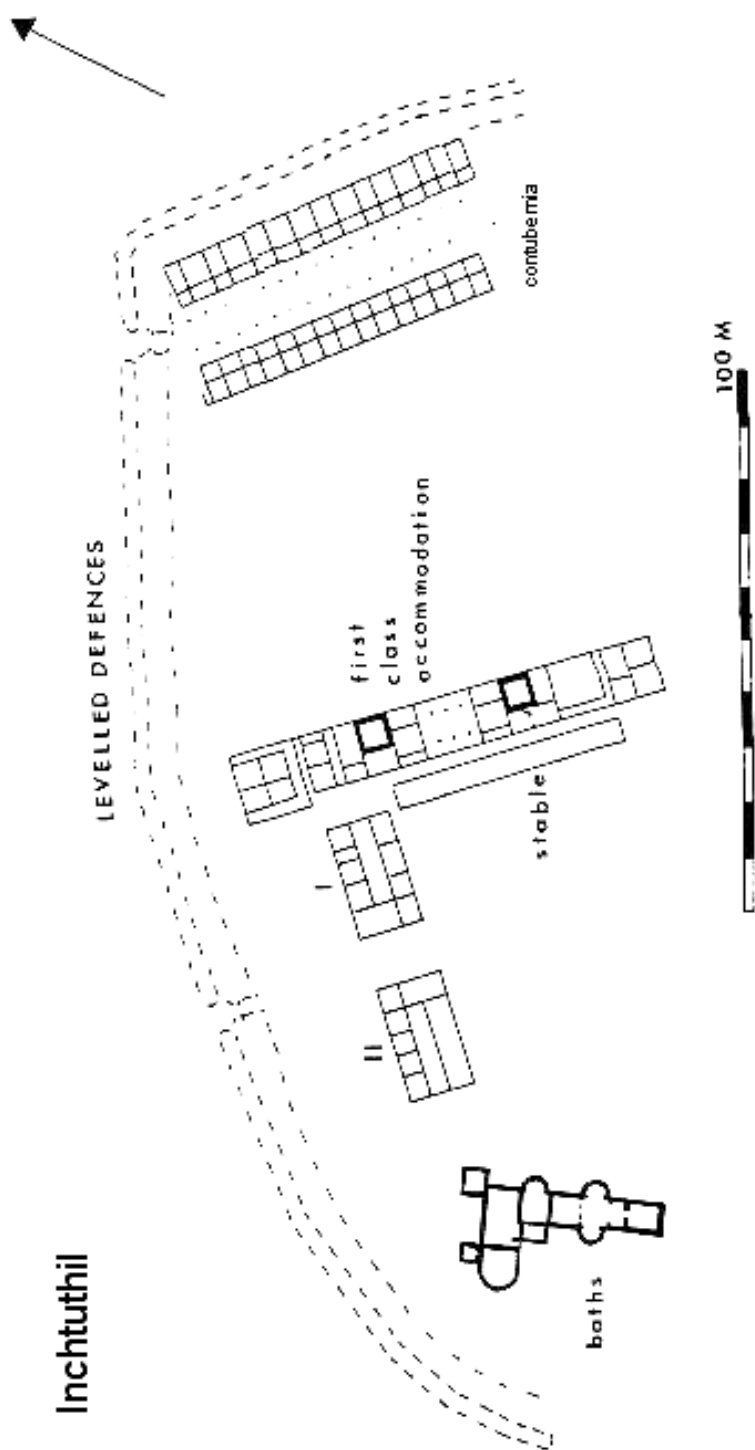 Inchtuthil
LEVELLED DEFENCES
contubernia
first
class
accommodation
stable
I
II
baths
100 M